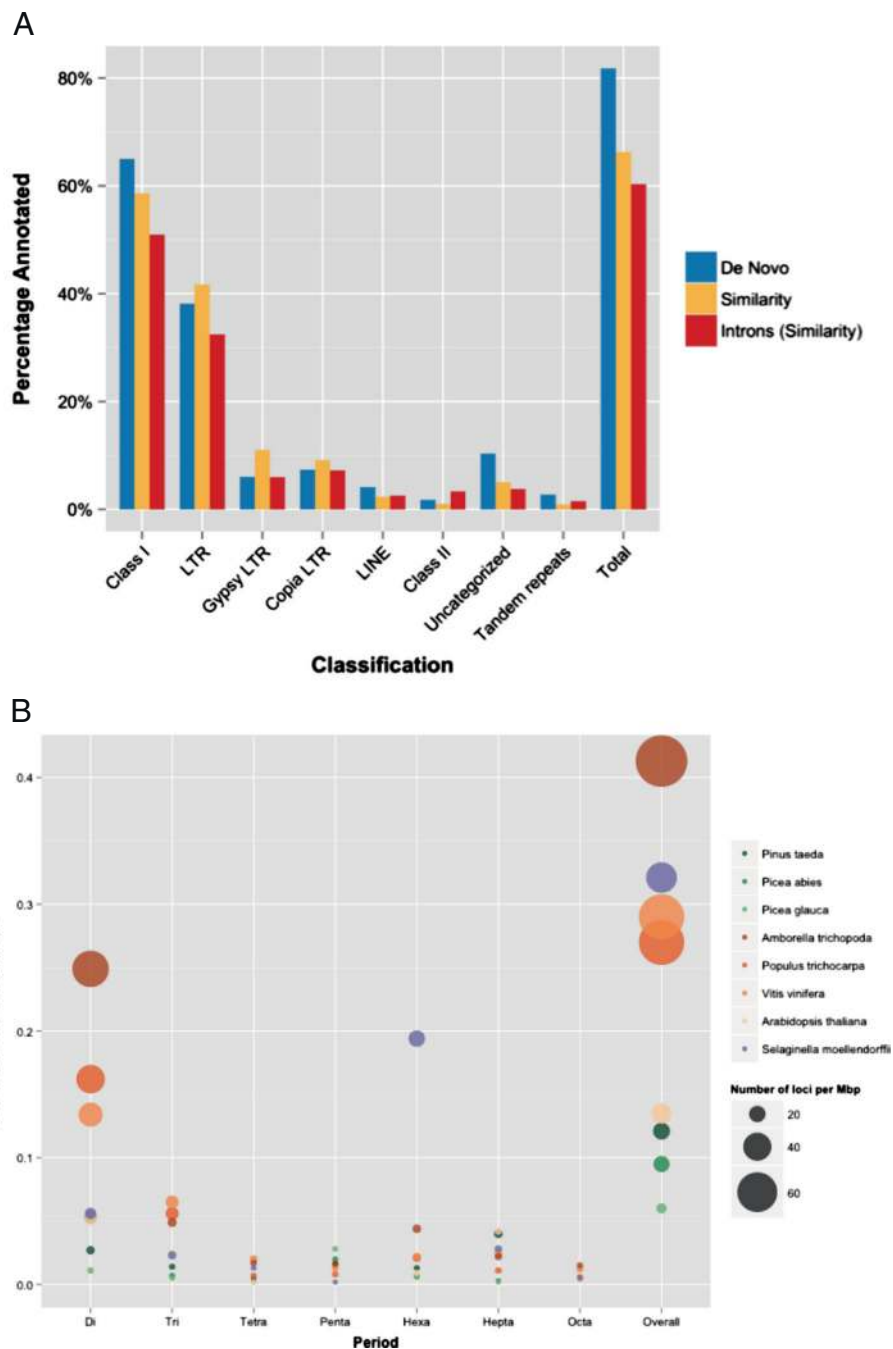 A
80%
60%
40%
20%
0%
Percentage Annotated
Class I
LTR
Gypsy LTR
Copia LTR
LINE
Class II
Uncategorized
Tandem repeats
Total
Classification
De Novo
Similarity
Introns (Similarity)
B
0.4
0.3
0.2
0.1
0.0
Di
Tri
Tetra
Penta
Hexa
Hepta
Octa
Overall
Period
Pinus taeda
Picea abies
Picea glauca
Amborella trichopoda
Populus trichocarpa
Vitis vinifera
Arabidopsis thaliana
Selaginella moellendorffii
Number of loci per Mbp
20
40
60